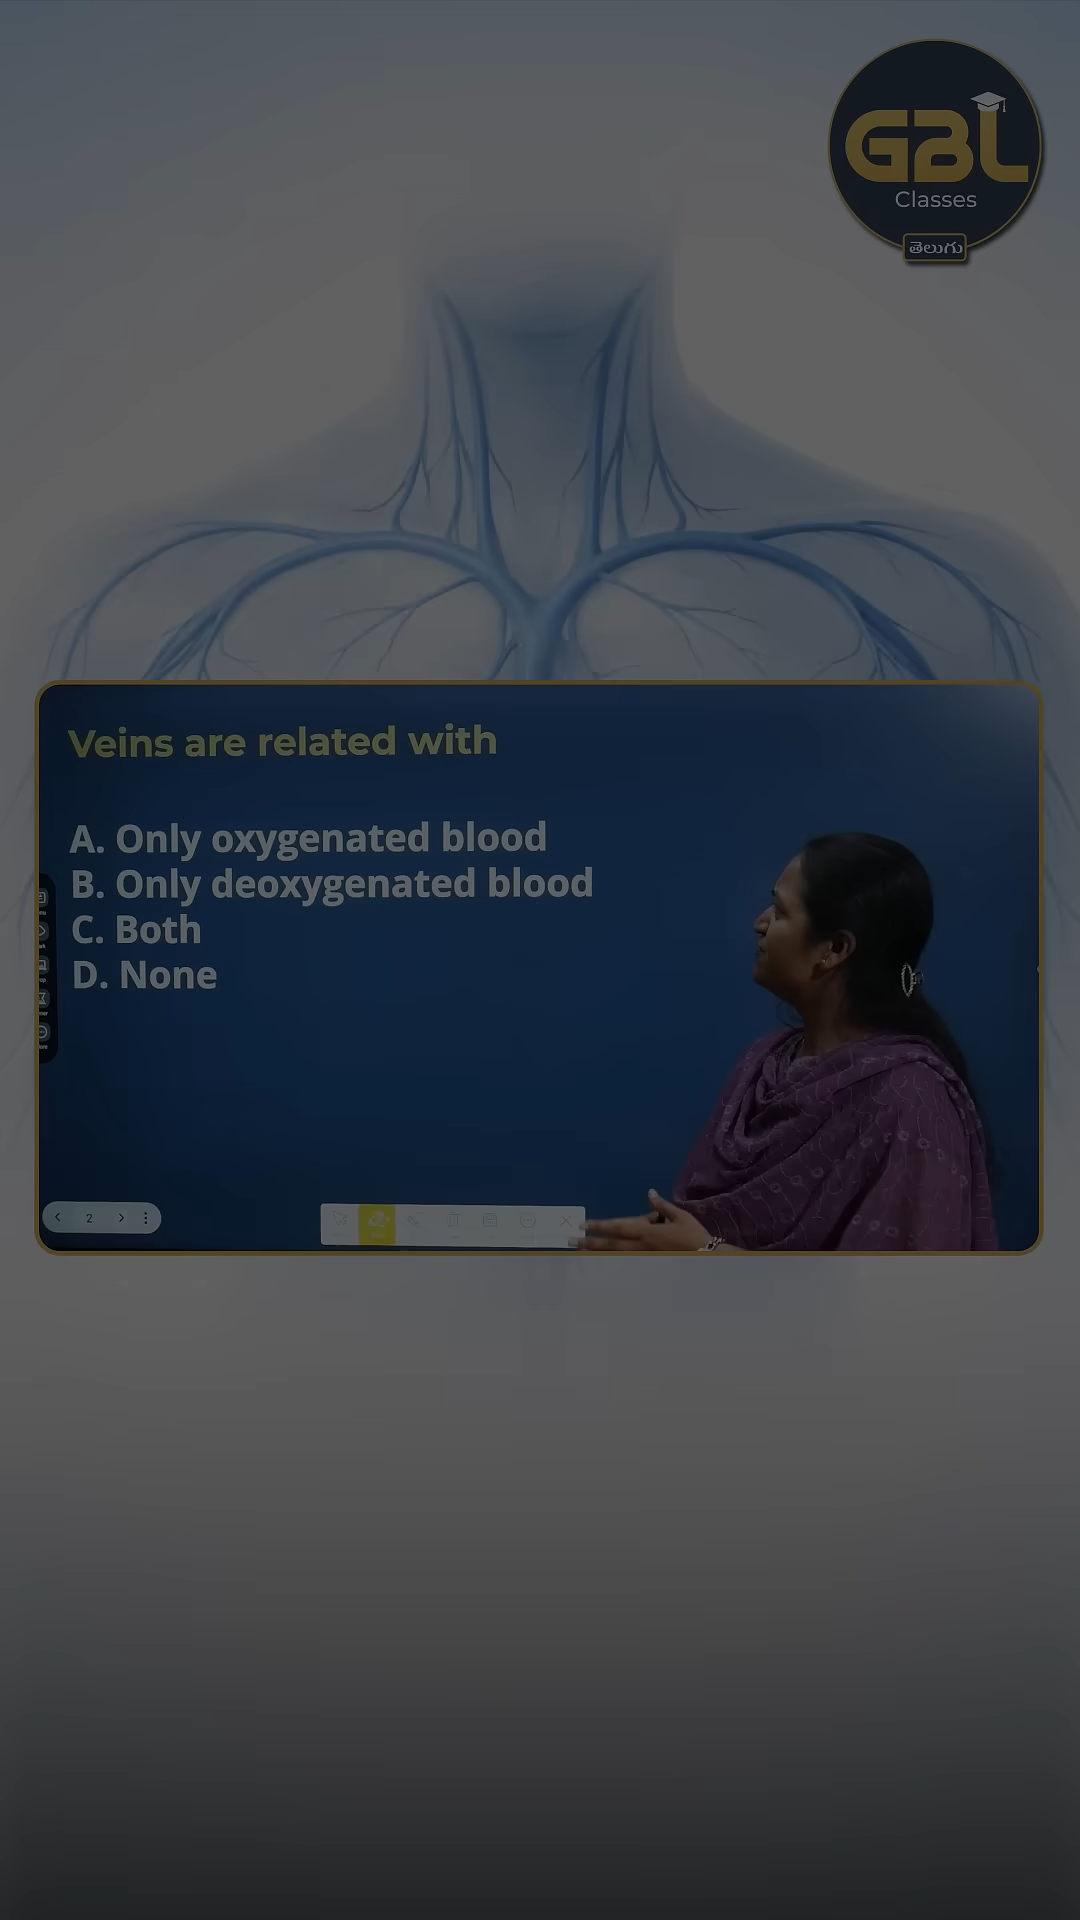 GBL
Classes
తెలుగు
Veins are related with
A. Only oxygenated blood
B. Only deoxygenated blood
C. Both
D. None
2